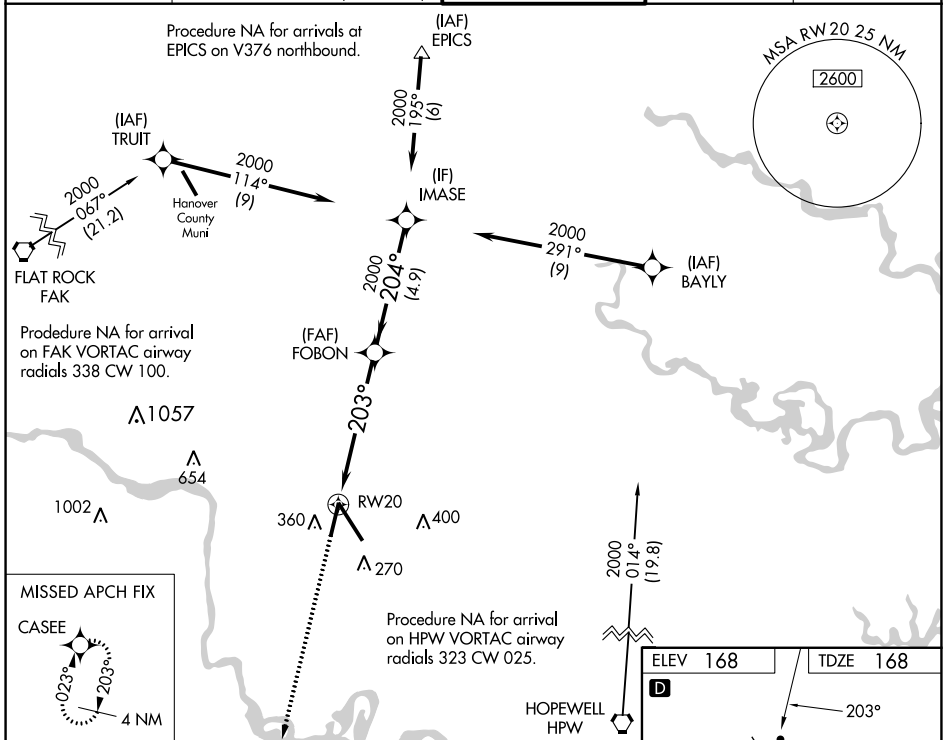 Procedure NA for arrivals at
EPICS on V376 northbound.
(IAF)
EPICS
MSA RW20 25 NM
2600
2000
195°
(6)
(IAF)
TRUIT
2000
114°
(9)
Hanover
County
Muni
(IF)
IMASE
2000
067°
(21.2)
FLAT ROCK
FAK
2000
204°
(4.9)
2000
291°
(9)
(IAF)
BAYLY
Prodedure NA for arrival
on FAK VORTAC airway
radials 338 CW 100.
(FAF)
FOBON
203°
1057
654
1002
RW20
360
400
270
2000
014°
(19.8)
MISSED APCH FIX
CASEE
023°
203°
4 NM
Procedure NA for arrival
on HPW VORTAC airway
radials 323 CW 025.
HOPEWELL
HPW
ELEV 168
TDZE 168
D
203°